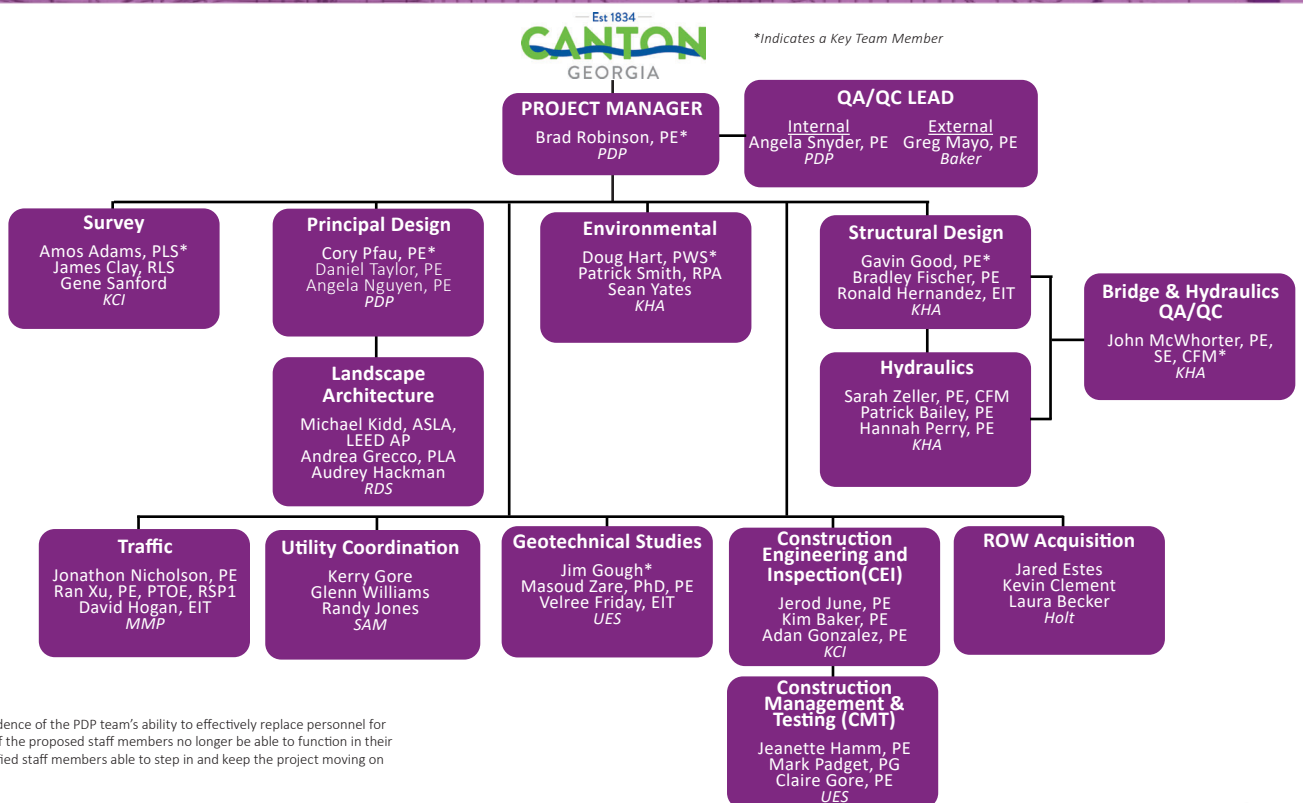 Est 1834
CANTON
GEORGIA
*Indicates a Key Team Member
PROJECT MANAGER
Brad Robinson, PE*
PDP
QA/QC LEAD
Internal
Angela Snyder, PE
PDP
External
Greg Mayo, PE
Baker
Survey
Amos Adams, PLS*
James Clay, RLS
Gene Sanford
KCI
Principal Design
Cory Pfau, PE*
Daniel Taylor, PE
Angela Nguyen, PE
PDP
Environmental
Doug Hart, PWS*
Patrick Smith, RPA
Sean Yates
KHA
Structural Design
Gavin Good, PE*
Bradley Fischer, PE
Ronald Hernandez, EIT
KHA
Bridge & Hydraulics
QA/QC
John McWhorter, PE,
SE, CFM*
KHA
Landscape
Architecture
Michael Kidd, ASLA,
LEED AP
Andrea Grecco, PLA
Audrey Hackman
RDS
Hydraulics
Sarah Zeller, PE, CFM
Patrick Bailey, PE
Hannah Perry, PE
KHA
Traffic
Jonathon Nicholson, PE
Ran Xu, PE, PTOE, RSP1
David Hogan, EIT
MMP
Utility Coordination
Kerry Gore
Glenn Williams
Randy Jones
SAM
Geotechnical Studies
Jim Gough*
Masoud Zare, PhD, PE
Velree Friday, EIT
UES
Construction
Engineering and
Inspection(CEI)
Jerod June, PE
Kim Baker, PE
Adan Gonzalez, PE
KCI
ROW Acquisition
Jared Estes
Kevin Clement
Laura Becker
Holt
Construction
Management &
Testing (CMT)
Jeanette Hamm, PE
Mark Padget, PG
Claire Gore, PE
UES
dence of the PDP team's ability to effectively replace personnel for
f the proposed staff members no longer be able to function in their
fied staff members able to step in and keep the project moving on